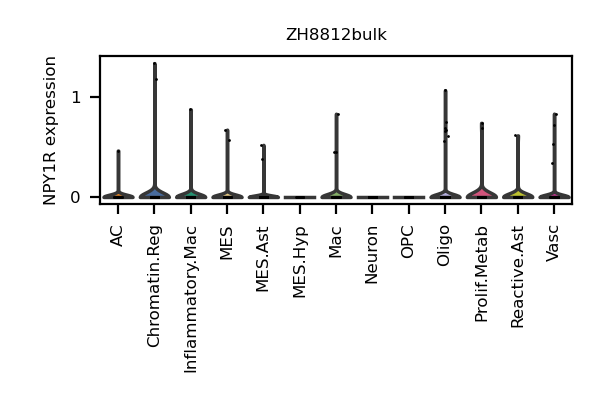 ZH8812bulk
NPY1R expression
1
0
AC
Chromatin.Reg
Inflammatory.Mac
MES
MES.Ast
MES.Hyp
Mac
Neuron
OPC
Oligo
Prolif.Metab
Reactive.Ast
Vasc